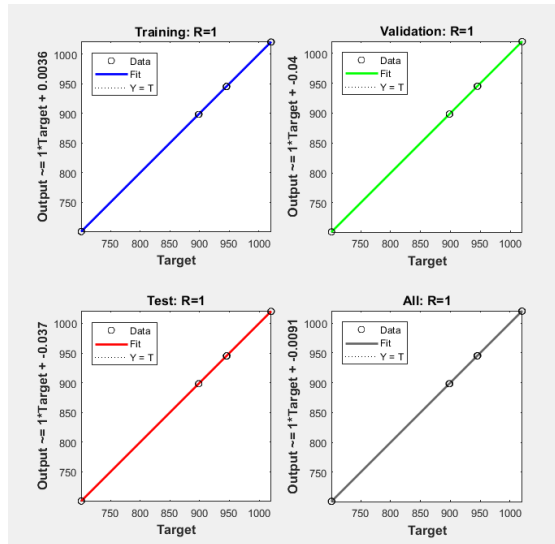 Training: R=1
Output ~= 1*Target + 0.0036
1000
950
900
850
800
750
Data
Fit
Y = T
750 800 850 900 950 1000
Target
Validation: R=1
Output ~= 1*Target + -0.04
1000
950
900
850
800
750
Data
Fit
Y = T
750 800 850 900 950 1000
Target
Test: R=1
Output ~= 1*Target + -0.037
1000
950
900
850
800
750
Data
Fit
Y = T
750 800 850 900 950 1000
Target
All: R=1
Output ~= 1*Target + -0.0091
1000
950
900
850
800
750
Data
Fit
Y = T
750 800 850 900 950 1000
Target